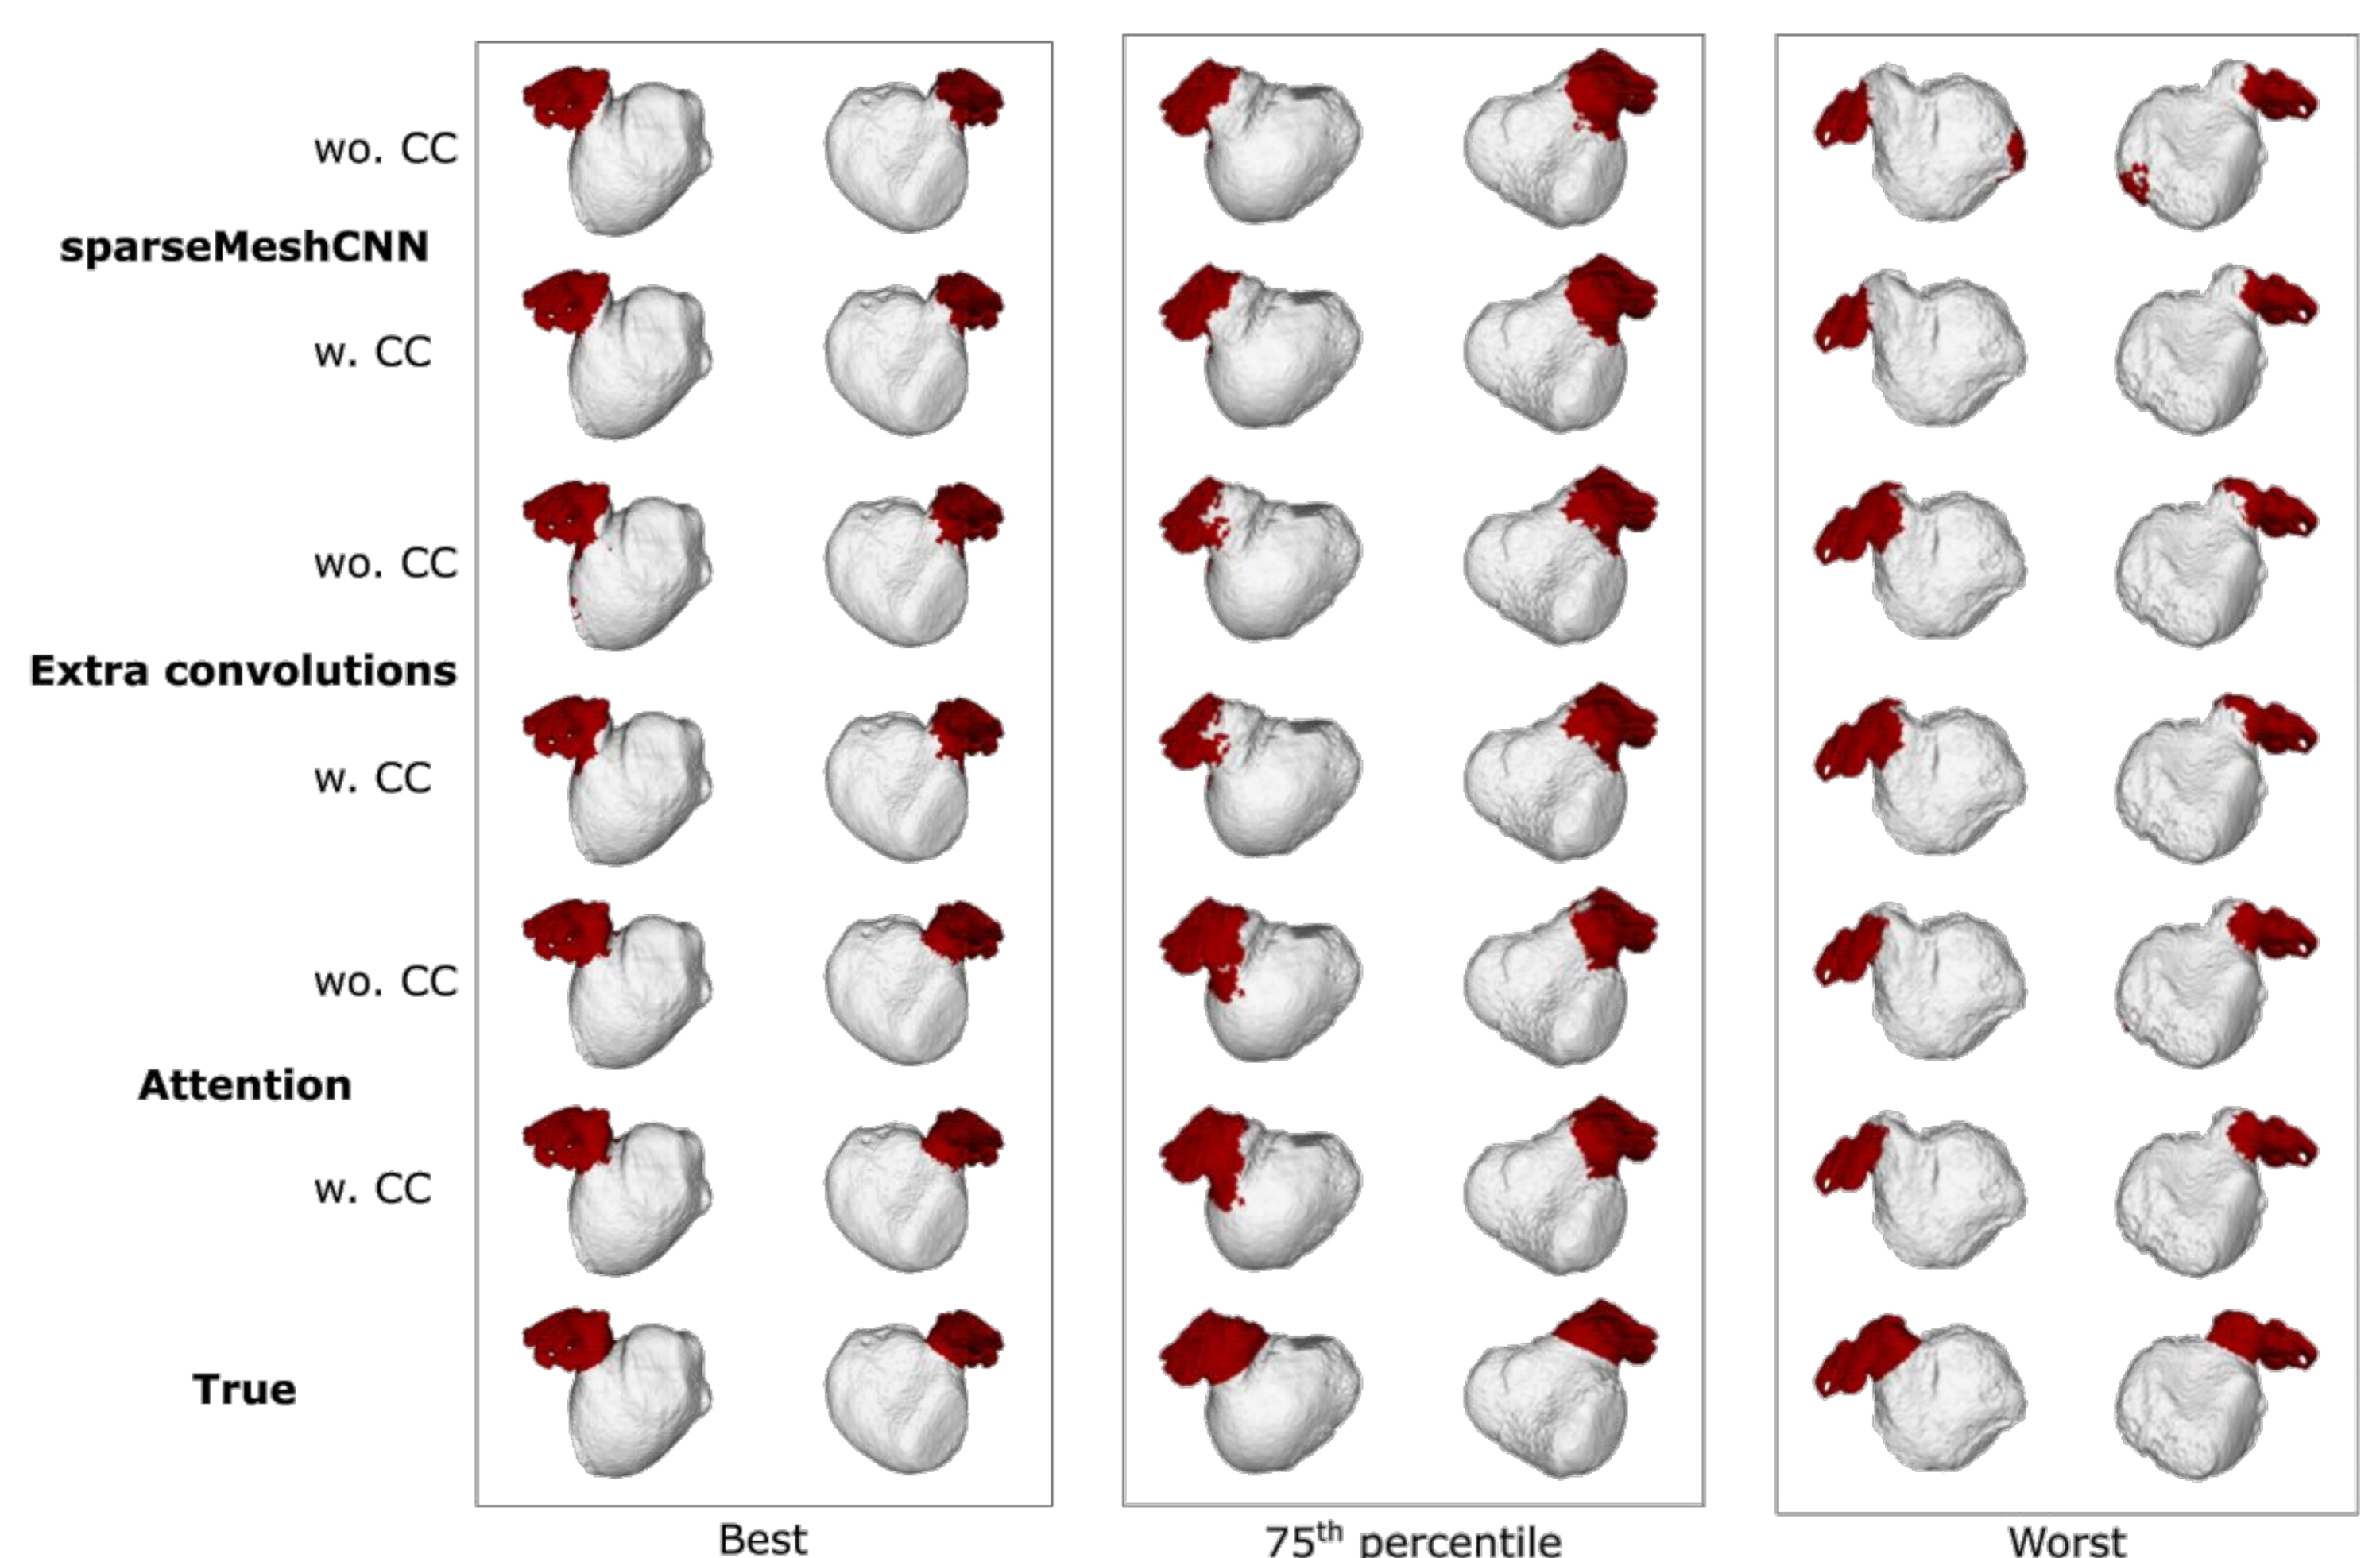 wo. CC
sparseMeshCNN
w. CC
wo. CC
Extra convolutions
w. CC
wo. CC
Attention
w. CC
True
Best
75th percentile
Worst